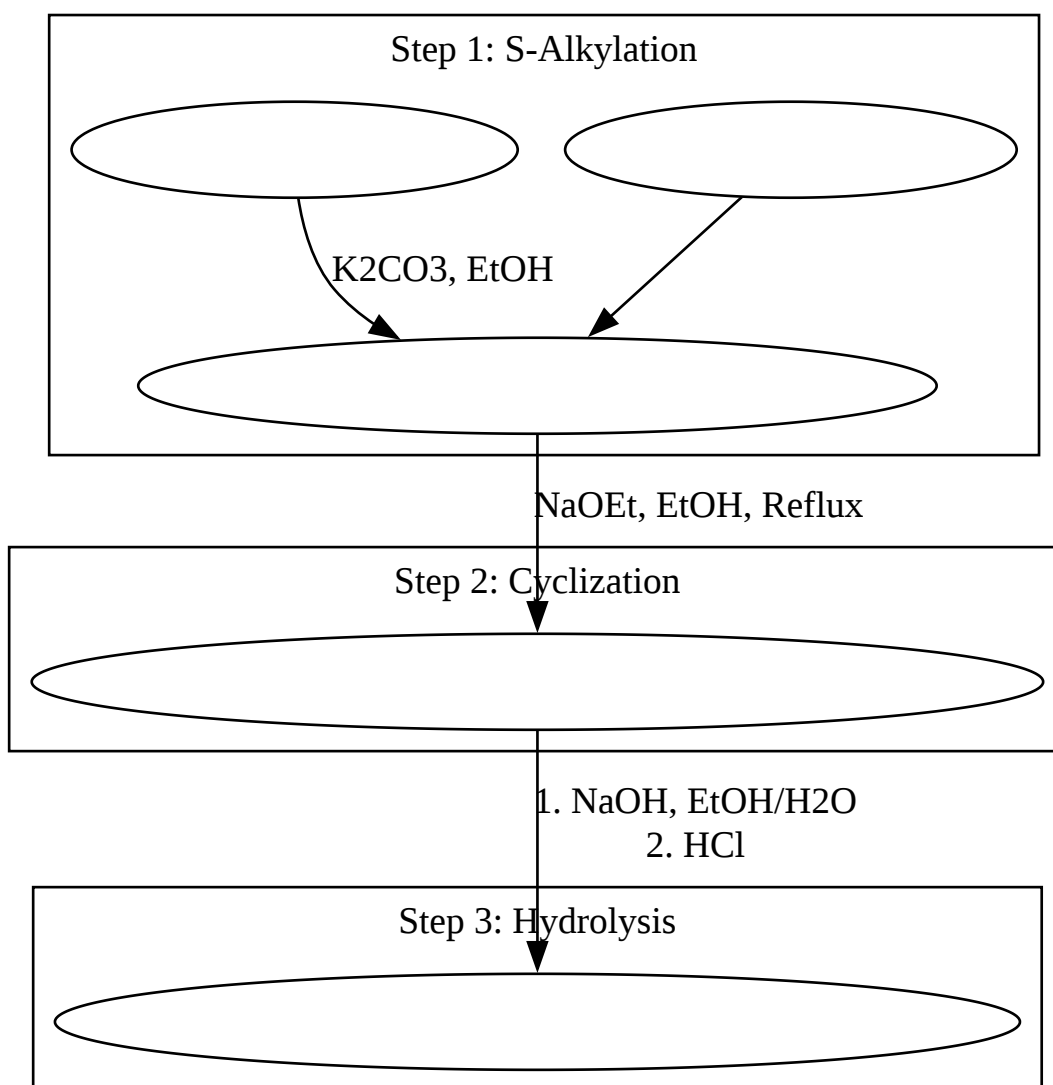 Step 1: S-Alkylation
K2CO3, EtOH
NaOEt, EtOH, Reflux
Step 2: Cyclization
1. NaOH, EtOH/H2O
2. HCl
Step 3: Hydrolysis